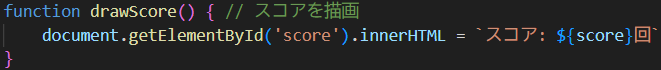 function drawScore() { // スコアを描画
    document.getElementById('score').innerHTML = `スコア: ${score}回`
}